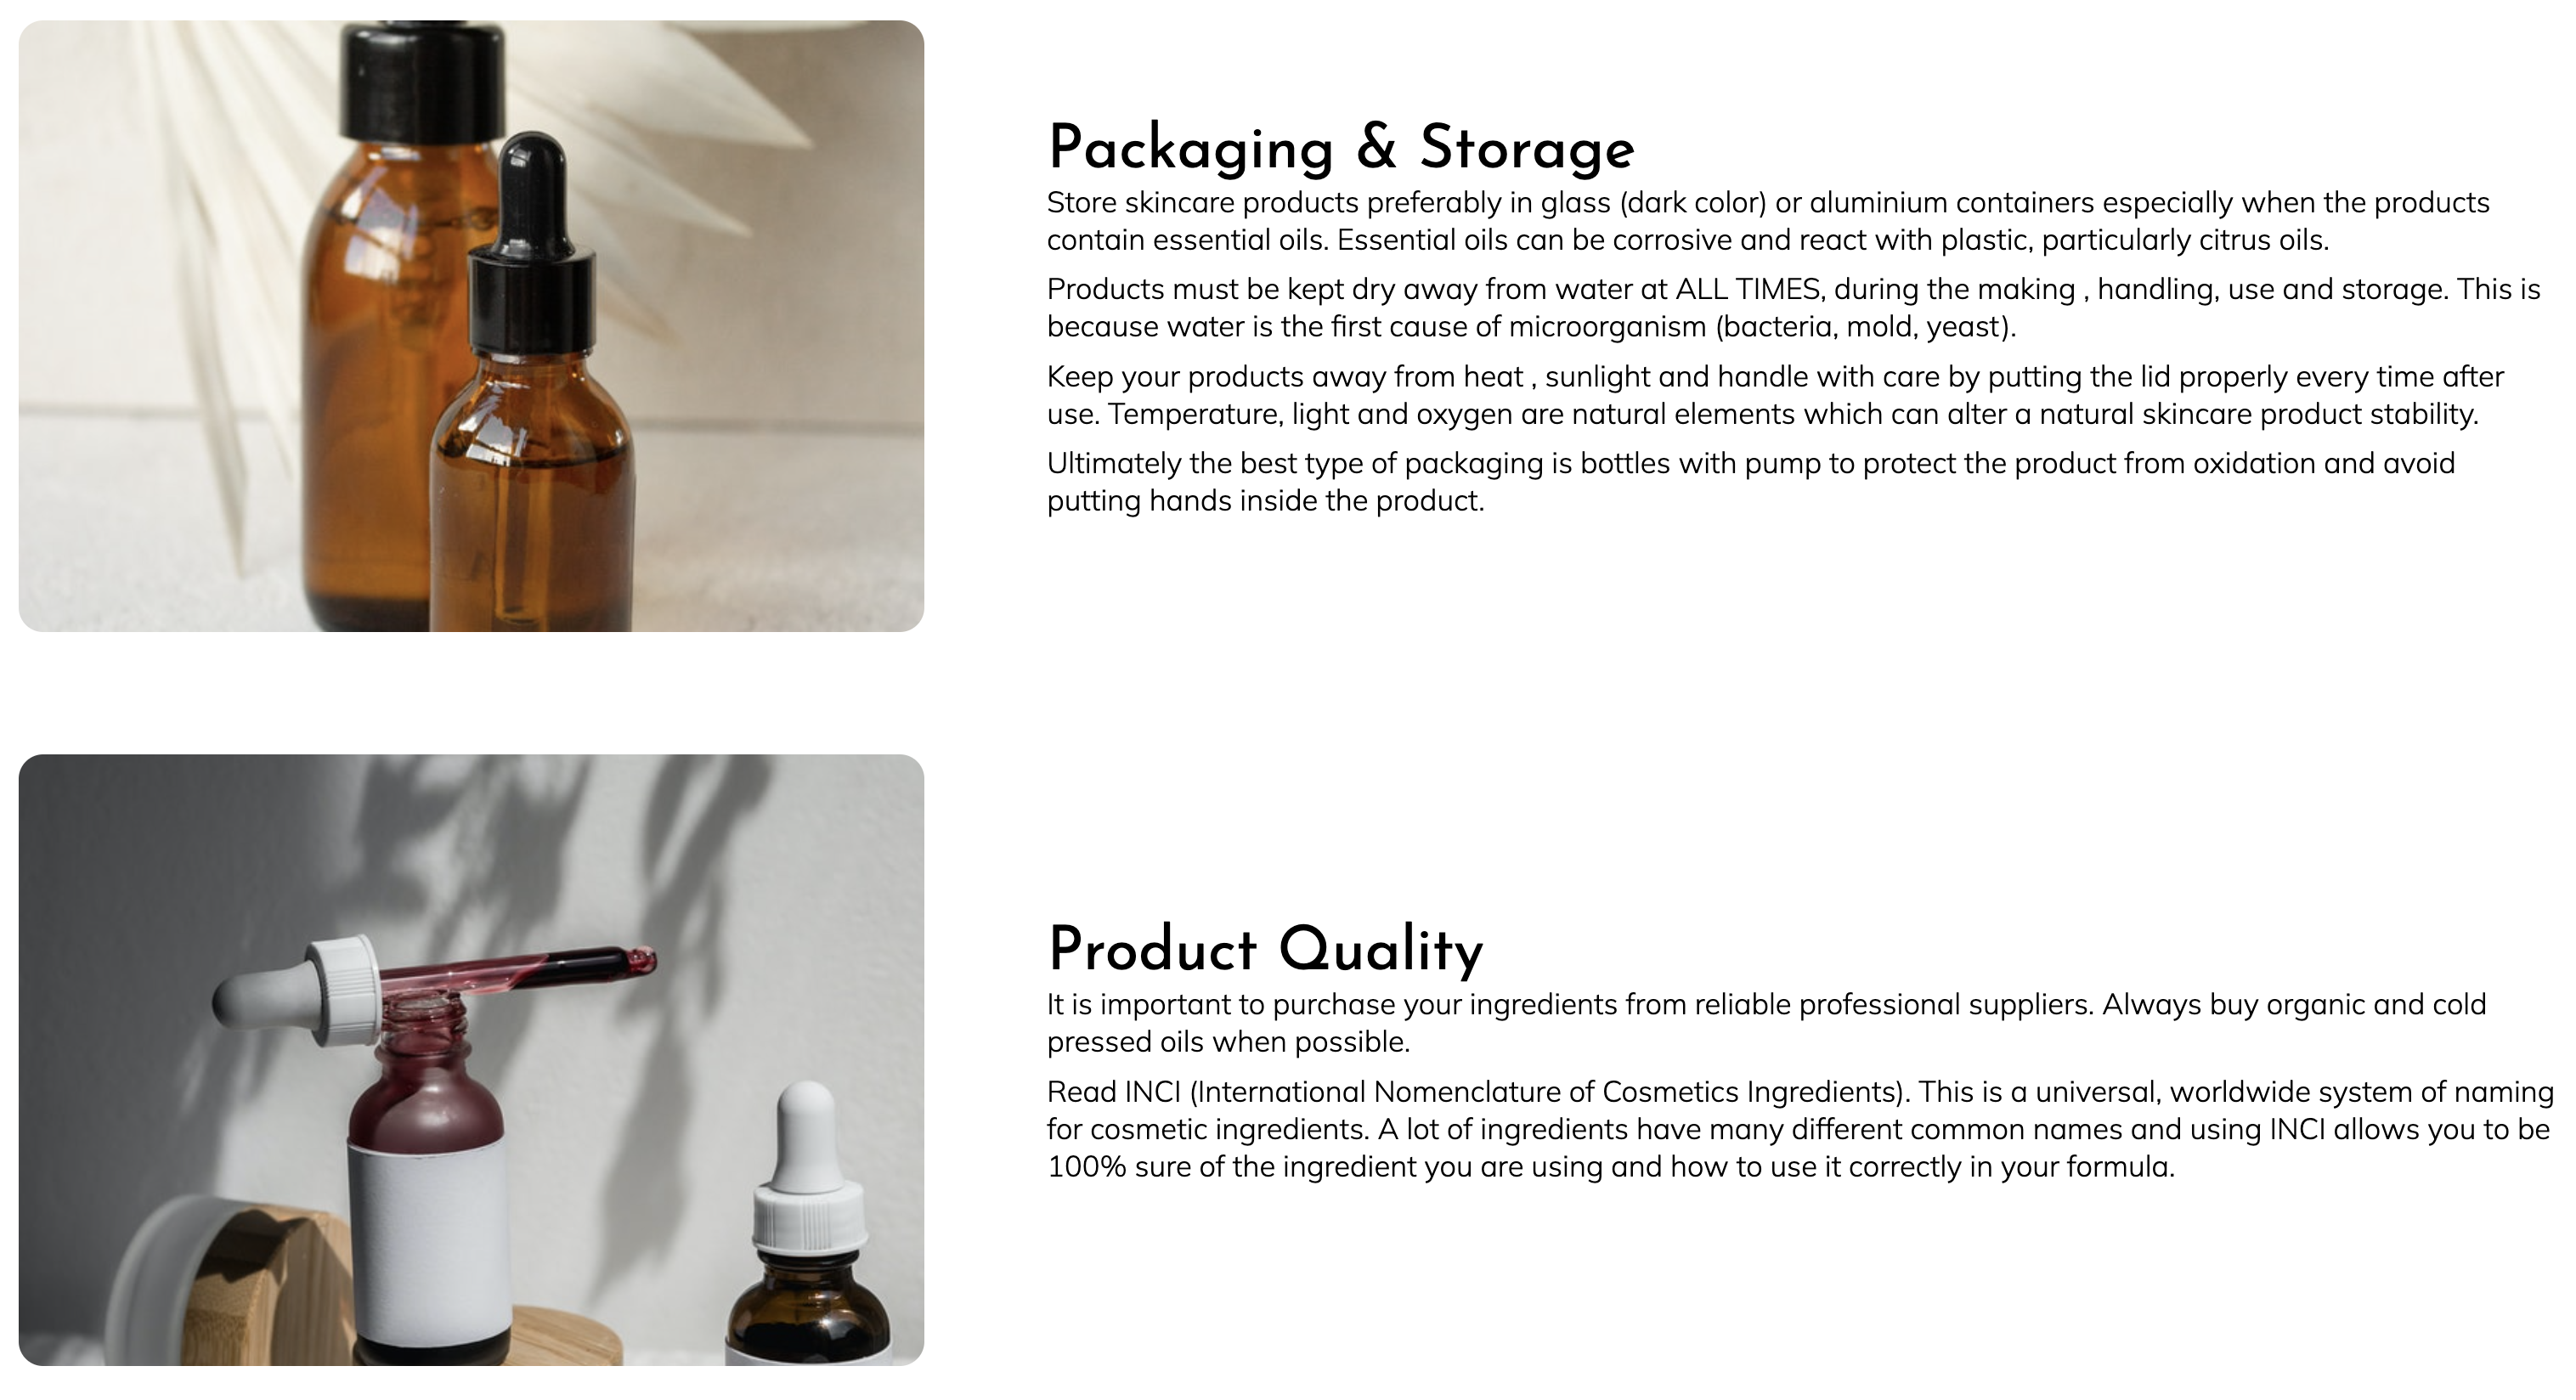 Packaging & Storage
Store skincare products preferably in glass (dark color) or aluminium containers especially when the products
contain essential oils. Essential oils can be corrosive and react with plastic, particularly citrus oils.
Products must be kept dry away from water at ALL TIMES, during the making , handling, use and storage. This is
because water is the first cause of microorganism (bacteria, mold, yeast).
Keep your products away from heat , sunlight and handle with care by putting the lid properly every time after
use. Temperature, light and oxygen are natural elements which can alter a natural skincare product stability.
Ultimately the best type of packaging is bottles with pump to protect the product from oxidation and avoid
putting hands inside the product.
Product Quality
It is important to purchase your ingredients from reliable professional suppliers. Always buy organic and cold
pressed oils when possible.
Read INCI (International Nomenclature of Cosmetics Ingredients). This is a universal, worldwide system of naming
for cosmetic ingredients. A lot of ingredients have many different common names and using INCI allows you to be
100% sure of the ingredient you are using and how to use it correctly in your formula.